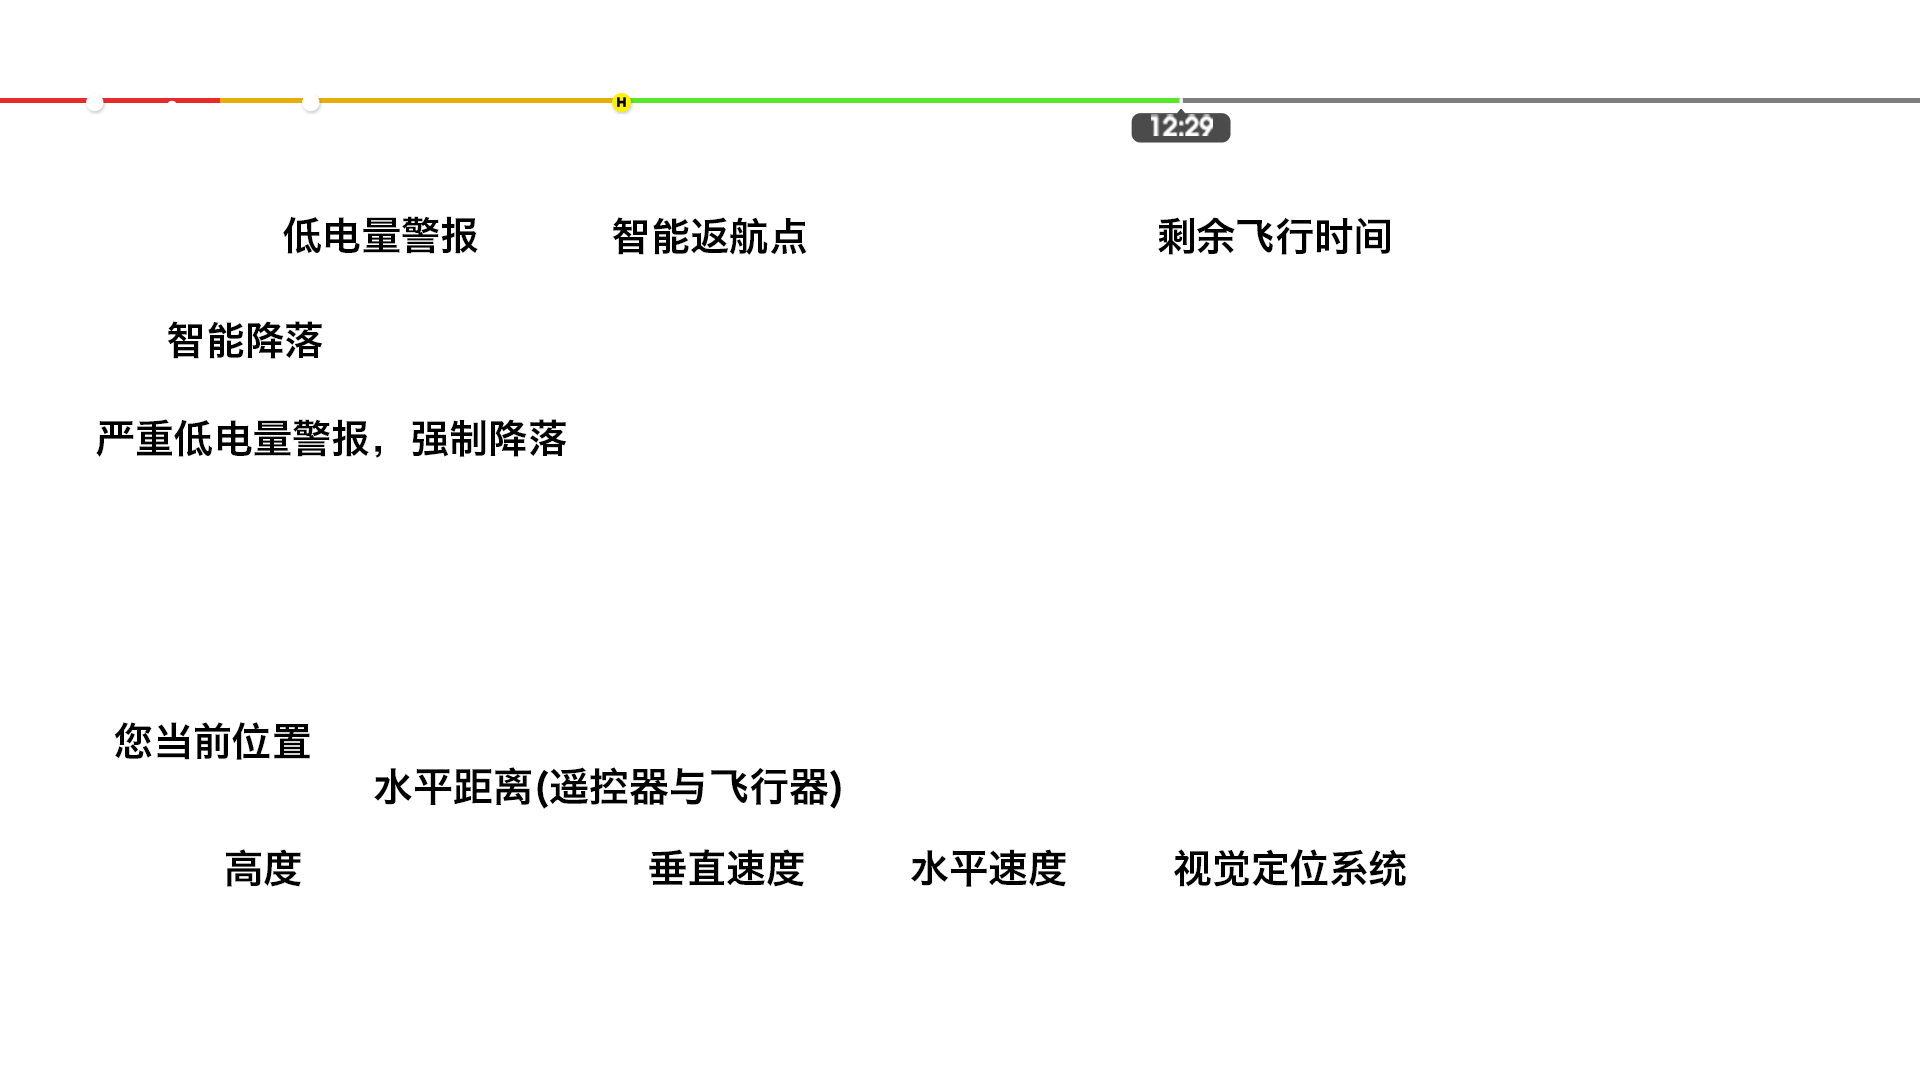 H
12:29
低电量警报
智能返航点
剩余飞行时间
智能降落
严重低电量警报，强制降落
您当前位置
水平距离(遥控器与飞行器)
高度
垂直速度
水平速度
视觉定位系统